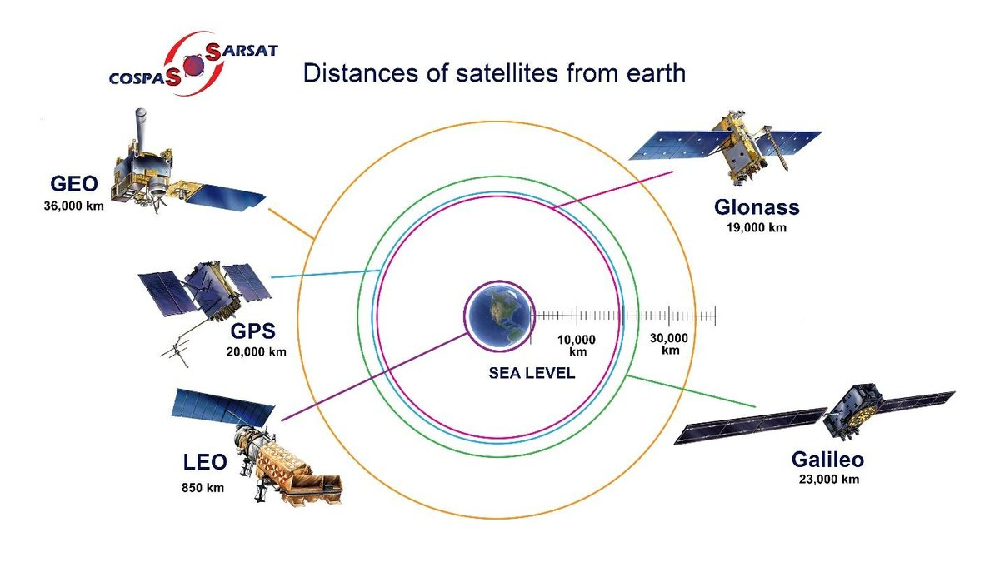 COSPAS SARSAT
Distances of satellites from earth
GEO
36,000 km
Glonass
19,000 km
GPS
20,000 km
10,000
km
30,000
km
SEA LEVEL
LEO
850 km
Galileo
23,000 km